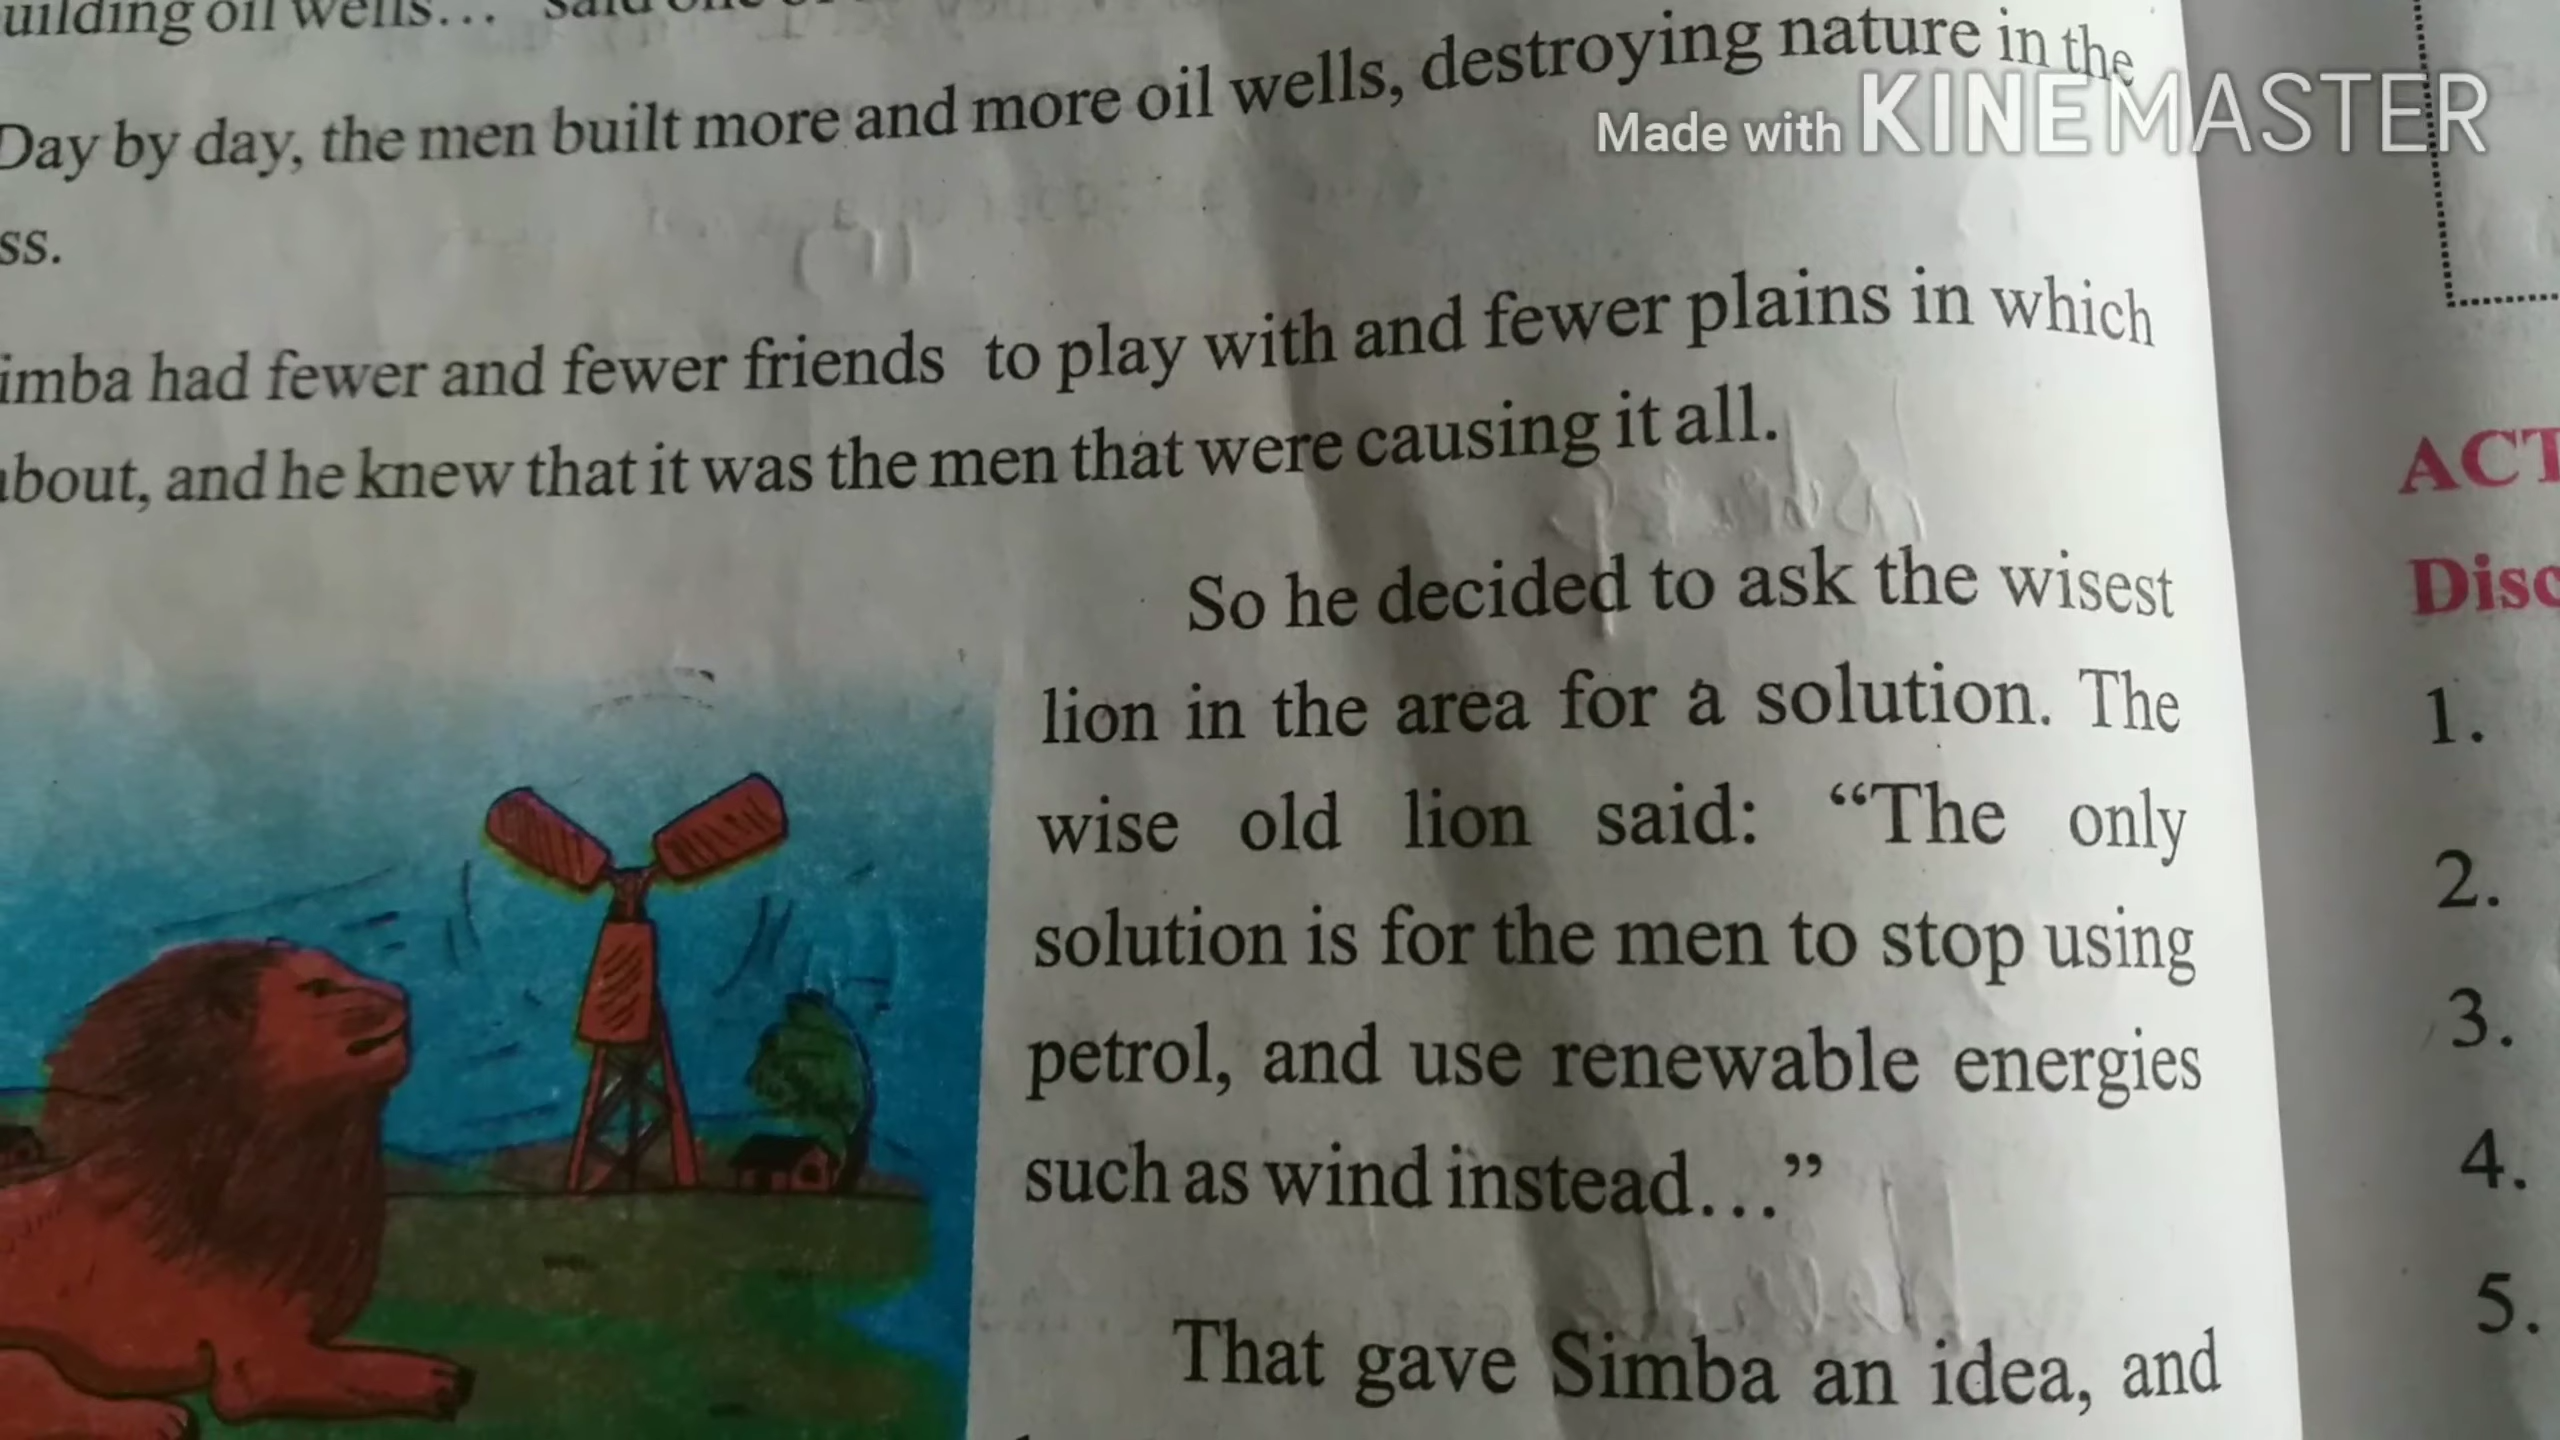 uilding oil wells... said one
Day by day, the men built more and more oil wells, destroying nature in the
ss.
Made with KINEMASTER
imba had fewer and fewer friends to play with and fewer plains in which
about, and he knew that it was the men that were causing it all.
So he decided to ask the wisest
lion in the area for a solution. The
wise old lion said: “The only
solution is for the men to stop using
petrol, and use renewable energies
such as wind instead...”
That gave Simba an idea, and
ACT
Disc
1.
2.
3.
4.
5.